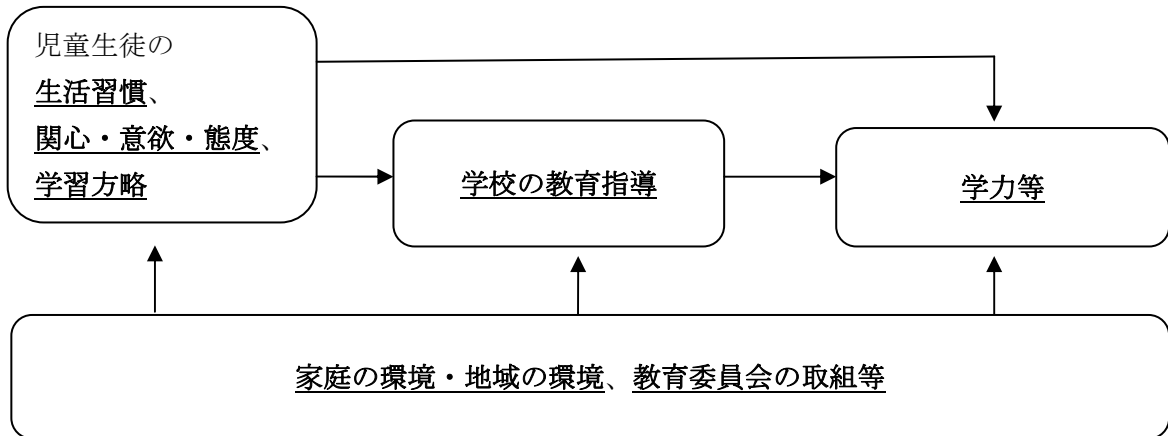 児童生徒の
生活習慣、
関心・意欲・態度、
学習方略
学校の教育指導
学力等
家庭の環境・地域の環境、教育委員会の取組等